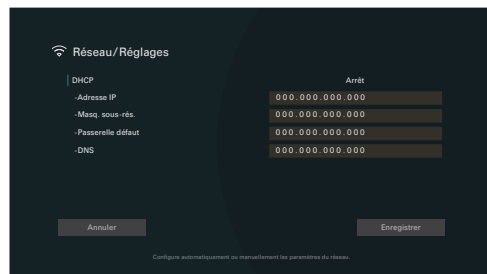 Réseau/Réglages
DHCP Arrêt
-Adresse IP 000.000.000.000
-Masq. sous-rés. 000.000.000.000
-Passerelle défaut 000.000.000.000
-DNS 000.000.000.000
Annuler Enregistrer
Configure automatiquement ou manuellement les paramètres du réseau.